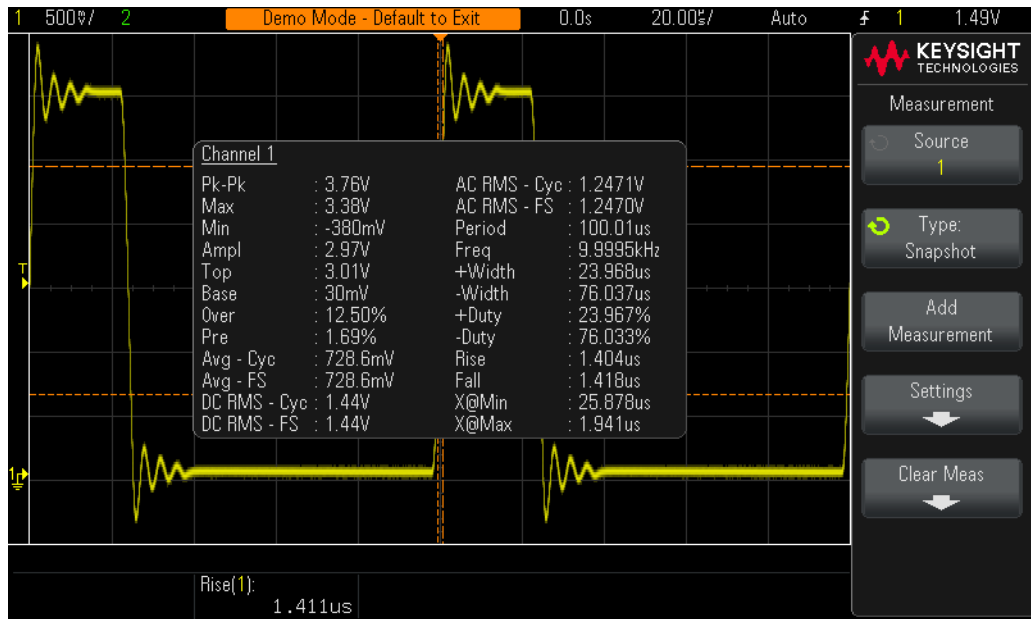 1 500V/ 2 Demo Mode - Default to Exit 0.0s 20.00s/ Auto 1 1.49V
KEYSIGHT
TECHNOLOGIES
Measurement
Source
1
Type:
Snapshot
Add
Measurement
Settings
Clear Meas
T
1
Channel 1
Pk-Pk : 3.76V
Max : 3.38V
Min : -380mV
Ampl : 2.97V
Top : 3.01V
Base : 30mV
Over : 12.50%
Pre : 1.69%
Avg - Cyc : 728.6mV
Avg - FS : 728.6mV
DC RMS - Cyc : 1.44V
DC RMS - FS : 1.44V
AC RMS - Cyc : 1.2471V
AC RMS - FS : 1.2470V
Period : 100.01us
Freq : 9.9995kHz
+Width : 23.968us
-Width : 76.037us
+Duty : 23.967%
-Duty : 76.033%
Rise : 1.404us
Fall : 1.418us
X@Min : 25.878us
X@Max : 1.941us
Rise(1):
1.411us